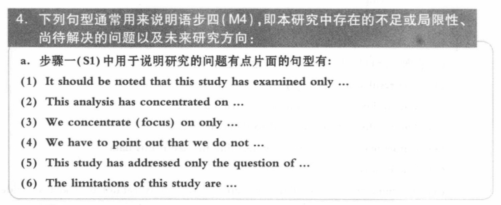 4. 下列句型通常用来说明语步四(M4),即本研究中存在的不足或局限性、
尚待解决的问题以及未来研究方向:
a. 步骤一(S1)中用于说明研究的问题有点片面的句型有:
(1) It should be noted that this study has examined only ...
(2) This analysis has concentrated on ...
(3) We concentrate (focus) on only ...
(4) We have to point out that we do not ...
(5) This study has addressed only the question of ...
(6) The limitations of this study are ...